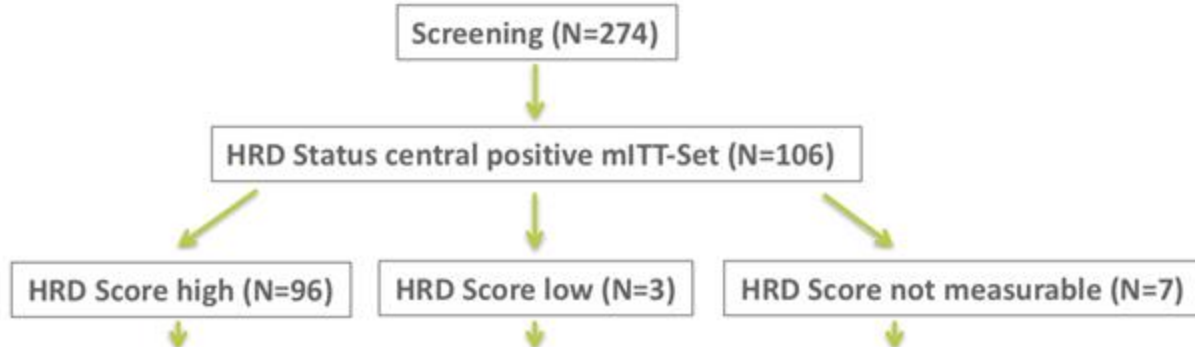 Screening (N=274)
HRD Status central positive mITT-Set (N=106)
HRD Score high (N=96)
HRD Score low (N=3)
HRD Score not measurable (N=7)